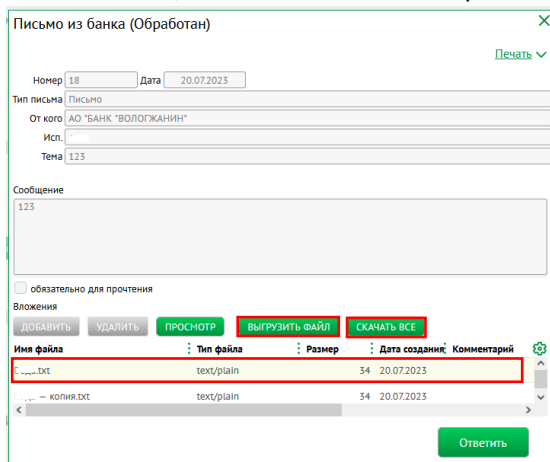 Письмо из банка (Обработан)
Печать
Номер 18 Дата 20.07.2023
Тип письма Письмо
От кого АО "БАНК "ВОЛОГЖАНИН"
Исп.
Тема 123
Сообщение
123
обязательно для прочтения
Вложения
ДОБАВИТЬ УДАЛИТЬ ПРОСМОТР ВЫГРУЗИТЬ ФАЙЛ СКАЧАТЬ ВСЕ
Имя файла Тип файла Размер Дата создания Комментарий
.txt text/plain 34 20.07.2023
— копия.txt text/plain 34 20.07.2023
Ответить